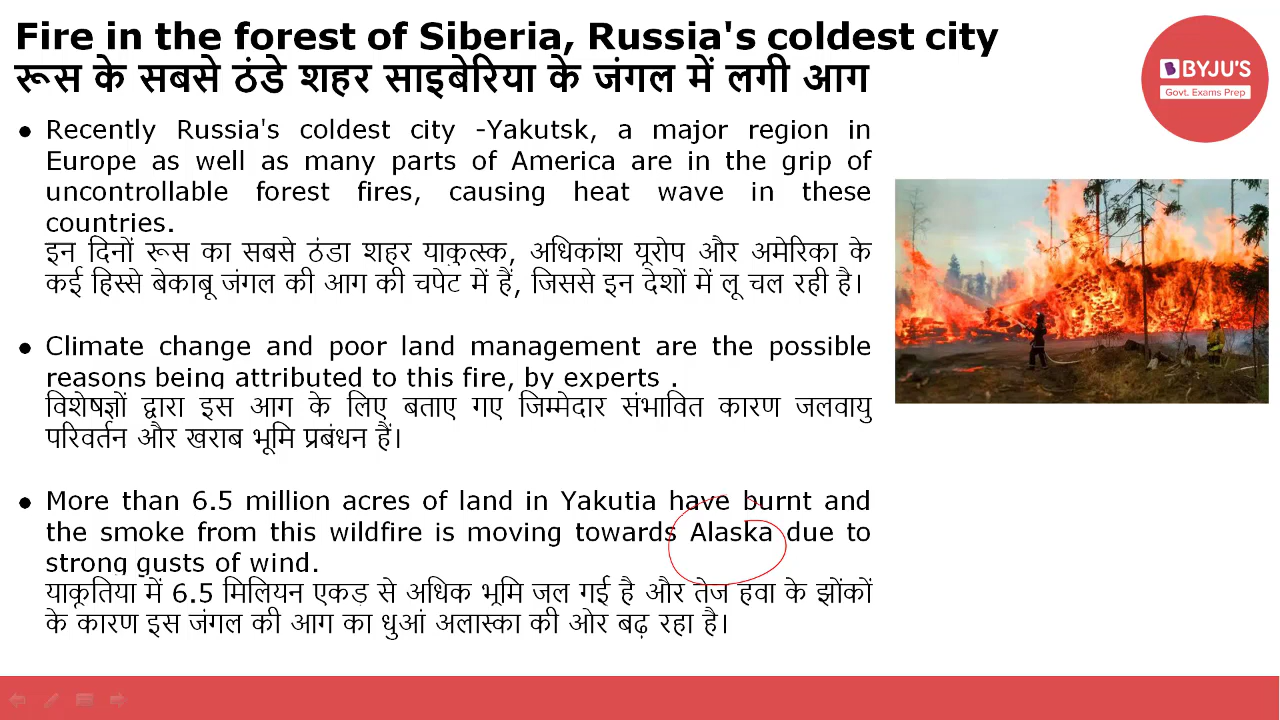 Fire in the forest of Siberia, Russia's coldest city
रूस के सबसे ठंडे शहर साइबेरिया के जंगल में लगी आग
BYJU'S
Govt. Exams Prep
• Recently Russia's coldest city -Yakutsk, a major region in
Europe as well as many parts of America are in the grip of
uncontrollable forest fires, causing heat wave in these
countries.
इन दिनों रूस का सबसे ठंडा शहर याकुत्स्क, अधिकांश यूरोप और अमेरिका के
कई हिस्से बेकाबू जंगल की आग की चपेट में हैं, जिससे इन देशों में लू चल रही है।
• Climate change and poor land management are the possible
reasons being attributed to this fire, by experts .
विशेषज्ञों द्वारा इस आग के लिए बताए गए जिम्मेदार संभावित कारण जलवायु
परिवर्तन और खराब भूमि प्रबंधन हैं।
• More than 6.5 million acres of land in Yakutia have burnt and
the smoke from this wildfire is moving towards Alaska due to
strong gusts of wind.
याकूतिया में 6.5 मिलियन एकड़ से अधिक भूमि जल गई है और तेज हवा के झोंकों
के कारण इस जंगल की आग का धुआं अलास्का की ओर बढ़ रहा है।